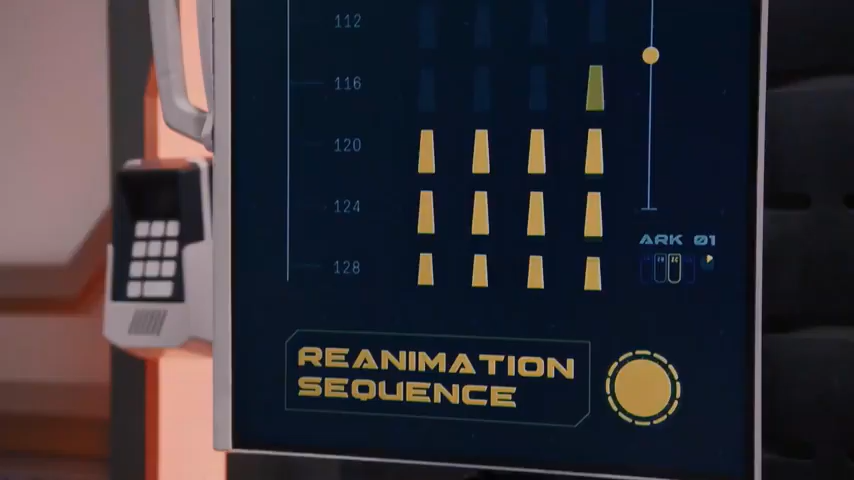 112
116
120
124
128
ARK 01
REANIMATION
SEQUENCE